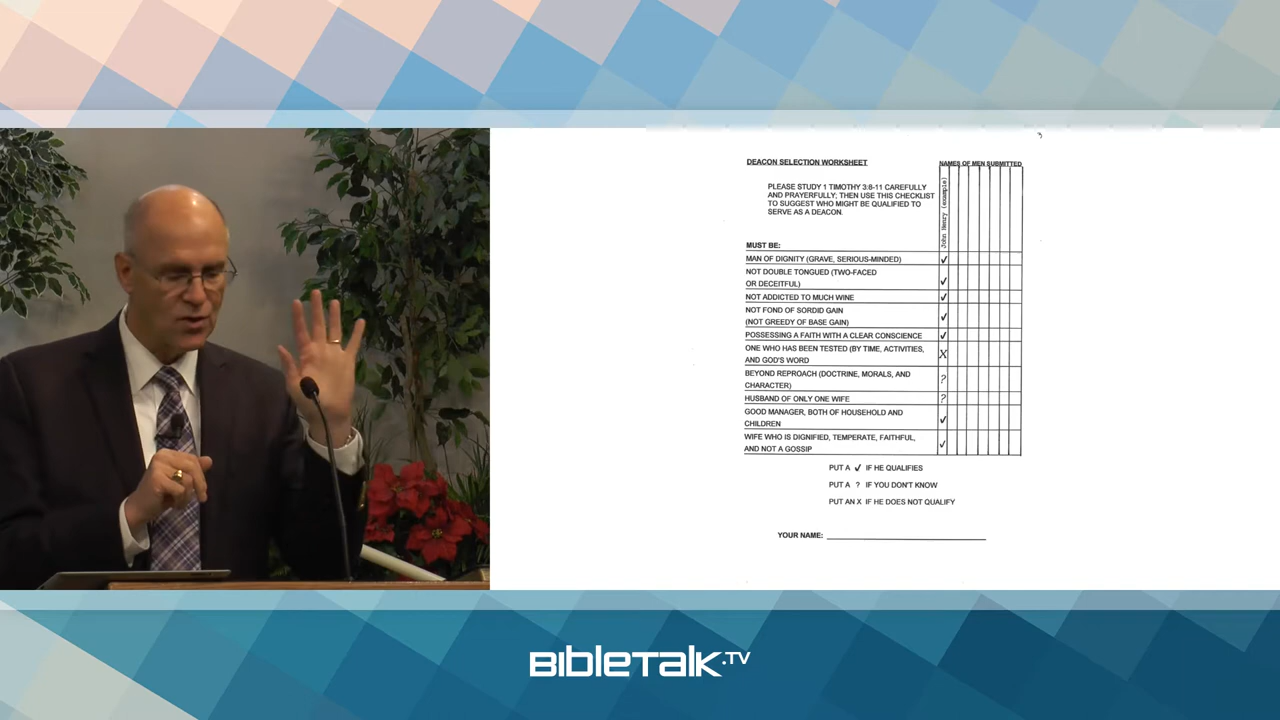 DEACON SELECTION WORKSHEET
NAMES OF MEN SUBMITTED
PLEASE STUDY 1 TIMOTHY 3:8-11 CAREFULLY
AND PRAYERFULLY; THEN USE THIS CHECKLIST
TO SUGGEST WHO MIGHT BE QUALIFIED TO
SERVE AS A DEACON.
John Henry (example)
MUST BE:
MAN OF DIGNITY (GRAVE, SERIOUS-MINDED) ✓
NOT DOUBLE TONGUED (TWO-FACED
OR DECEITFUL) ✓
NOT ADDICTED TO MUCH WINE ✓
NOT FOND OF SORDID GAIN
(NOT GREEDY OF BASE GAIN) ✓
POSSESSING A FAITH WITH A CLEAR CONSCIENCE ✓
ONE WHO HAS BEEN TESTED (BY TIME, ACTIVITIES,
AND GOD'S WORD X
BEYOND REPROACH (DOCTRINE, MORALS, AND
CHARACTER) ?
HUSBAND OF ONLY ONE WIFE ?
GOOD MANAGER, BOTH OF HOUSEHOLD AND
CHILDREN ✓
WIFE WHO IS DIGNIFIED, TEMPERATE, FAITHFUL,
AND NOT A GOSSIP ✓
PUT A ✓ IF HE QUALIFIES
PUT A ? IF YOU DON'T KNOW
PUT AN X IF HE DOES NOT QUALIFY
YOUR NAME:
BIBLETALK.TV